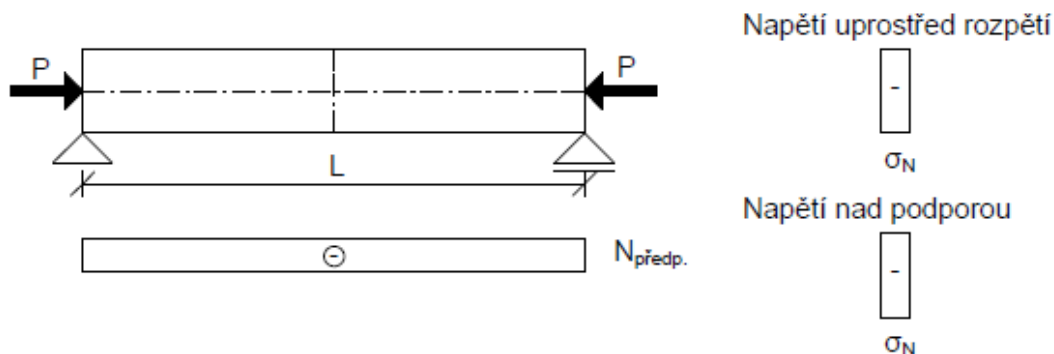 Napětí uprostřed rozpětí
P
P
-
σN
L
Napětí nad podporou
Npředp.
-
-
σN